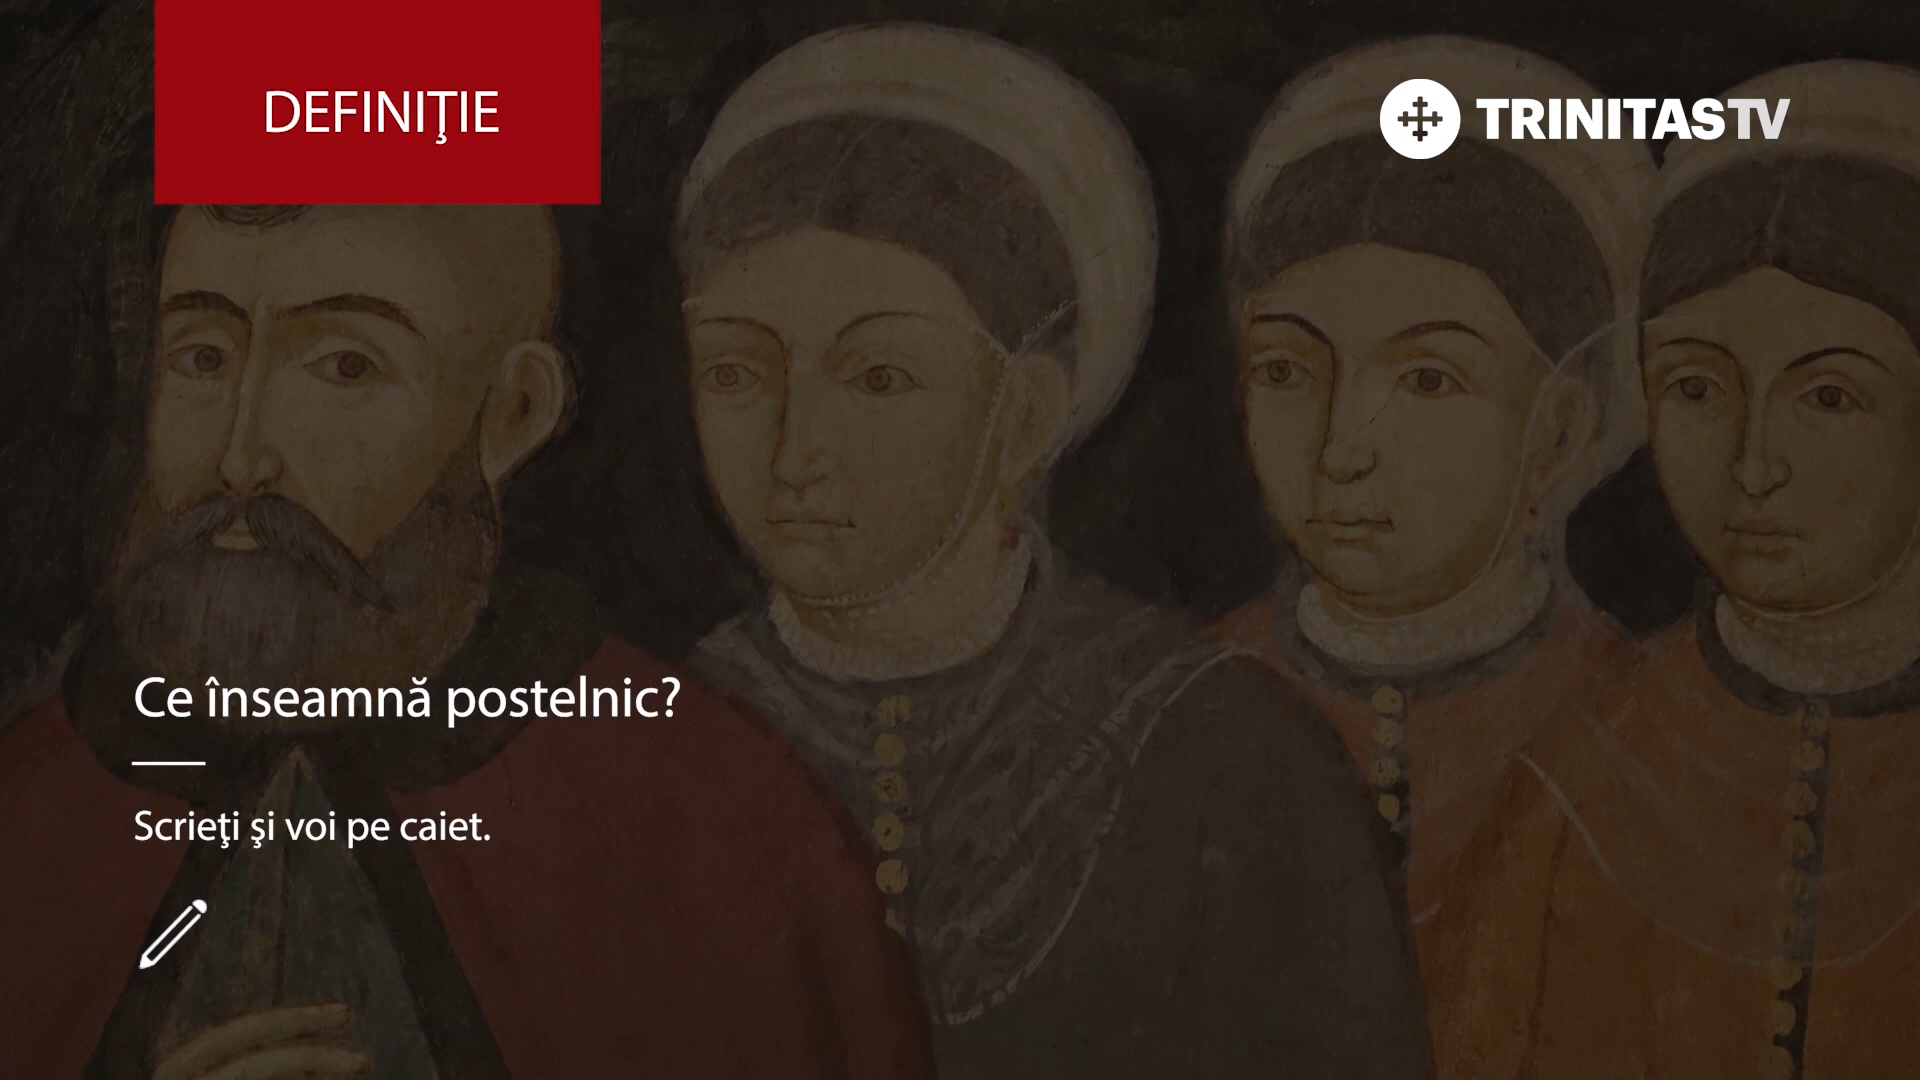 DEFINIŢIE
TRINITASTV
Ce înseamnă postelnic?
Scrieţi şi voi pe caiet.